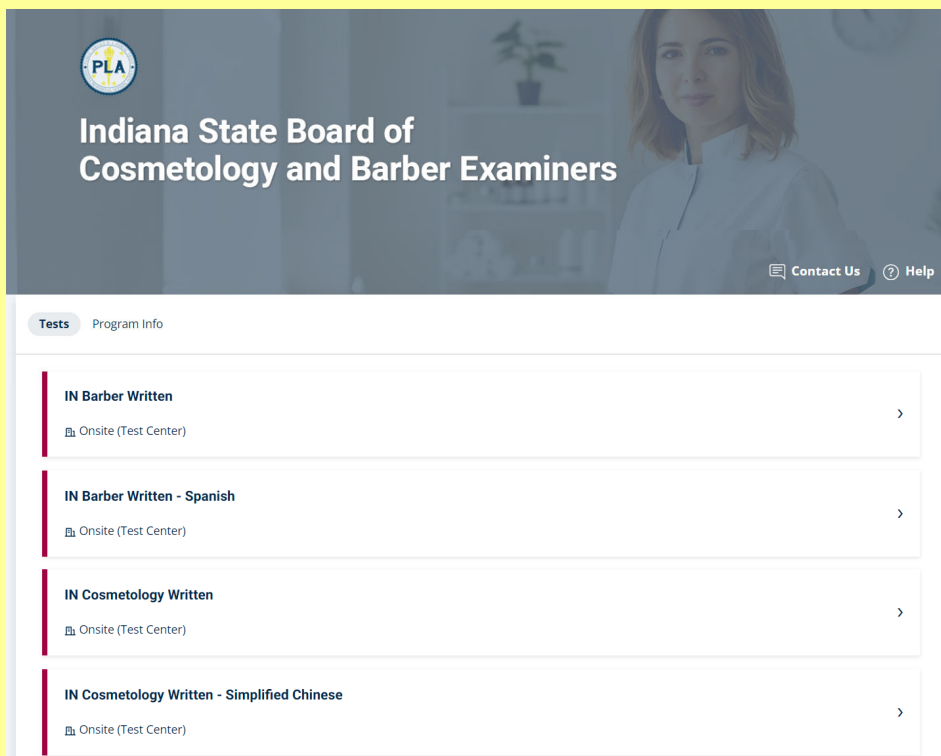 PLA
Indiana State Board of
Cosmetology and Barber Examiners
Contact Us
Help
Tests
Program Info
IN Barber Written
Onsite (Test Center)
IN Barber Written - Spanish
Onsite (Test Center)
IN Cosmetology Written
Onsite (Test Center)
IN Cosmetology Written - Simplified Chinese
Onsite (Test Center)